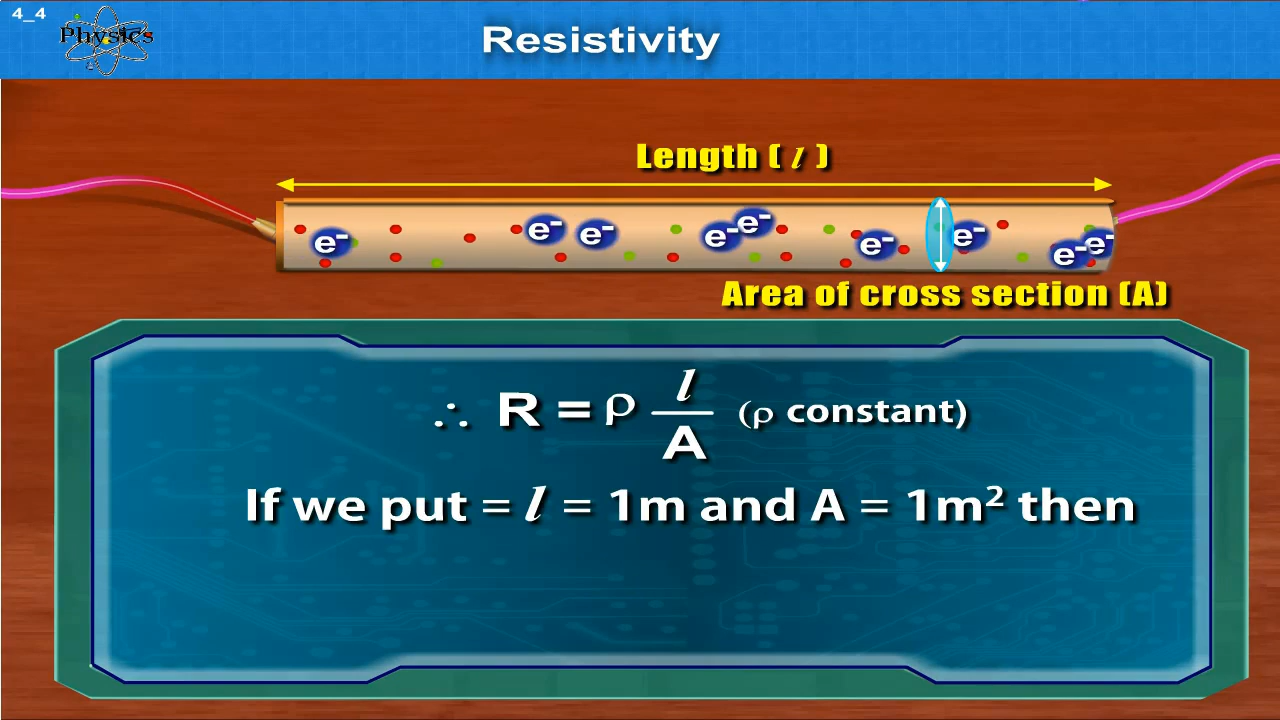 4_4
Physics
Resistivity
Length ( l )
e⁻ e⁻ e⁻ e⁻ e⁻ e⁻ e⁻ e⁻ e⁻
Area of cross section (A)
∴ R = ρ l/A (ρ constant)
If we put = l = 1m and A = 1m² then